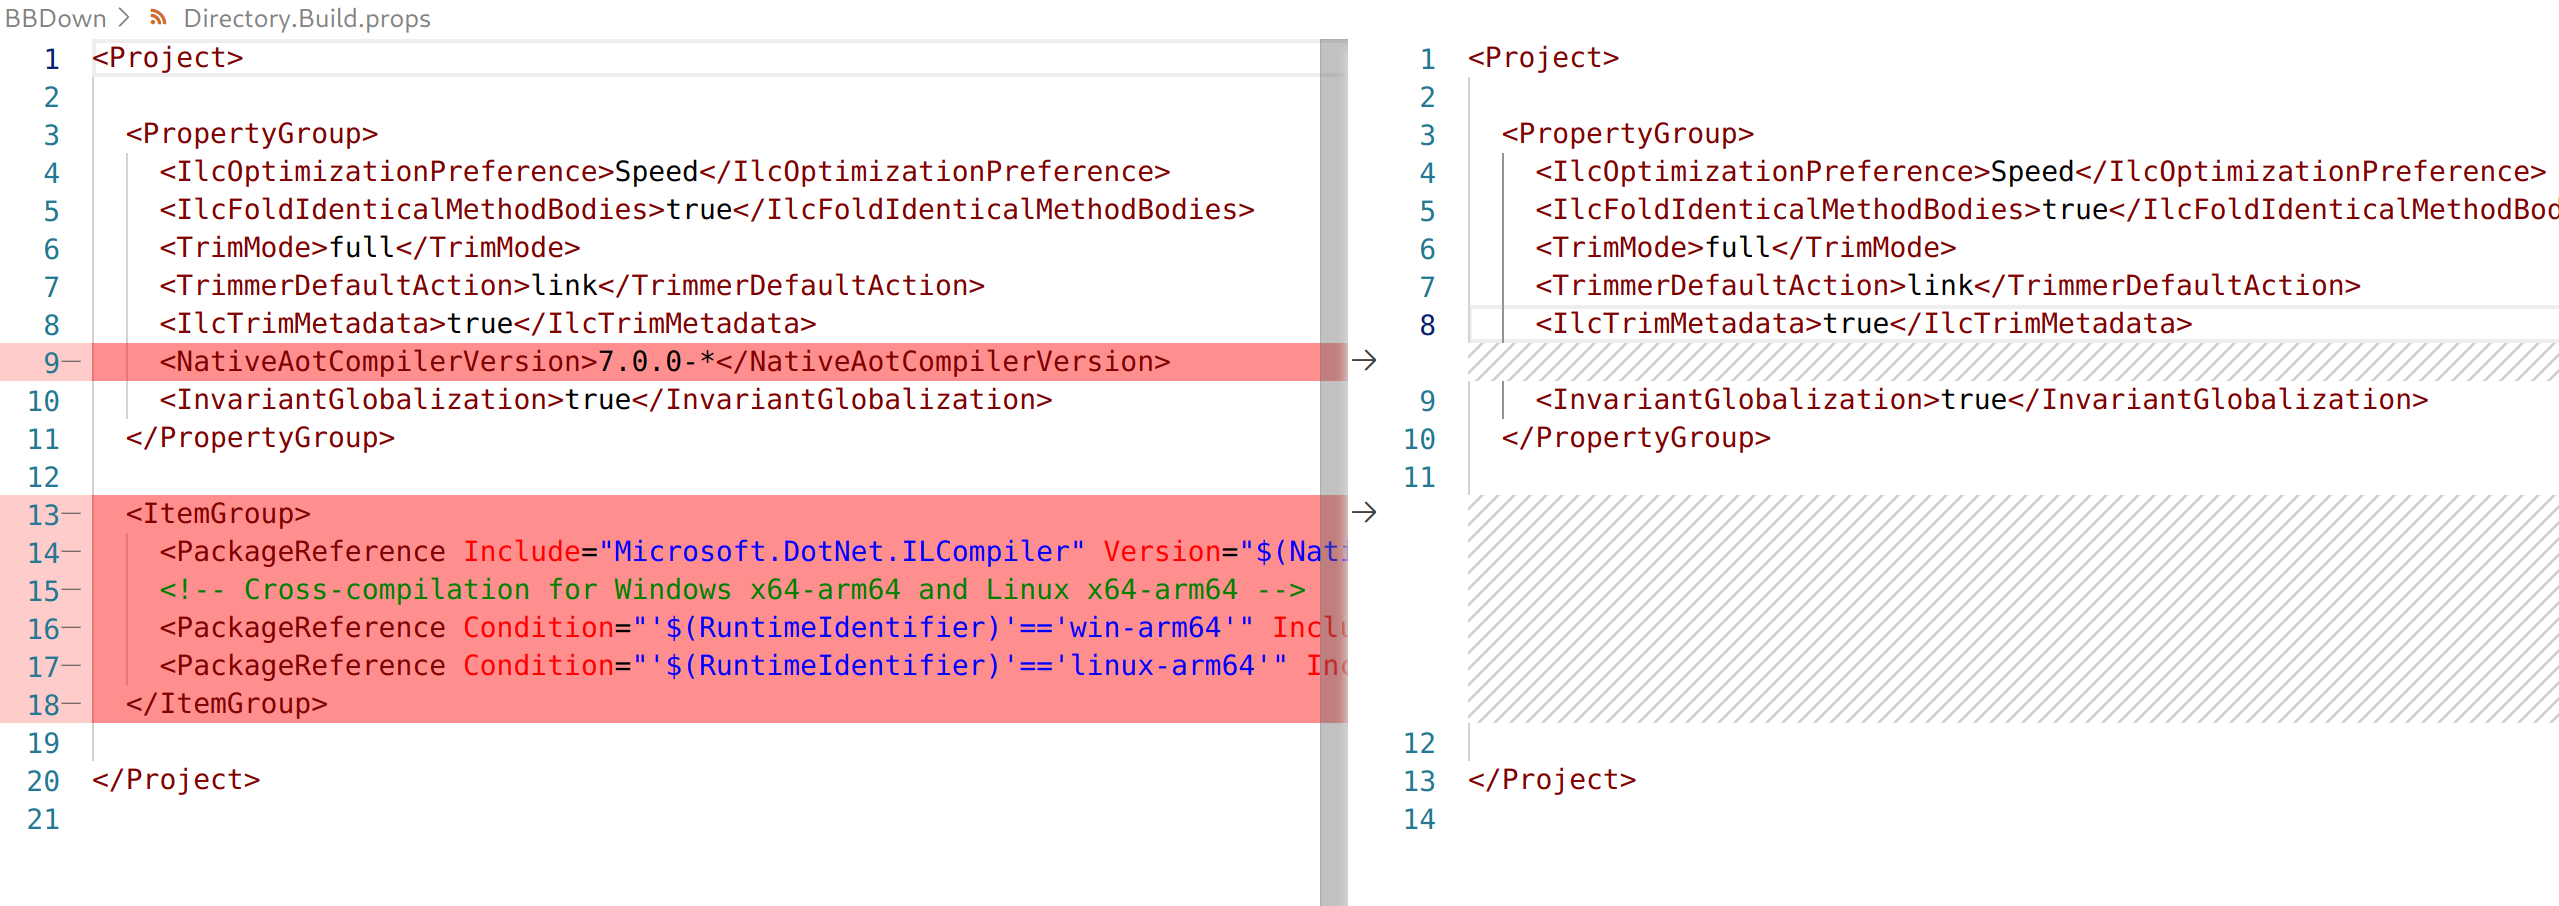 BBDown > Directory.Build.props
1 <Project>
2
3 <PropertyGroup>
4 <IlcOptimizationPreference>Speed</IlcOptimizationPreference>
5 <IlcFoldIdenticalMethodBodies>true</IlcFoldIdenticalMethodBodies>
6 <TrimMode>full</TrimMode>
7 <TrimmerDefaultAction>link</TrimmerDefaultAction>
8 <IlcTrimMetadata>true</IlcTrimMetadata>
9— <NativeAotCompilerVersion>7.0.0-*</NativeAotCompilerVersion>
10 <InvariantGlobalization>true</InvariantGlobalization>
11 </PropertyGroup>
12
13— <ItemGroup>
14— <PackageReference Include="Microsoft.DotNet.ILCompiler" Version="$(Nati
15— <!-- Cross-compilation for Windows x64-arm64 and Linux x64-arm64 -->
16— <PackageReference Condition="'$(RuntimeIdentifier)'=='win-arm64'" Inclu
17— <PackageReference Condition="'$(RuntimeIdentifier)'=='linux-arm64'" Inc
18— </ItemGroup>
19
20 </Project>
21
1 <Project>
2
3 <PropertyGroup>
4 <IlcOptimizationPreference>Speed</IlcOptimizationPreference>
5 <IlcFoldIdenticalMethodBodies>true</IlcFoldIdenticalMethodBod
6 <TrimMode>full</TrimMode>
7 <TrimmerDefaultAction>link</TrimmerDefaultAction>
8 <IlcTrimMetadata>true</IlcTrimMetadata>
→
9 <InvariantGlobalization>true</InvariantGlobalization>
10 </PropertyGroup>
11
→
12
13 </Project>
14